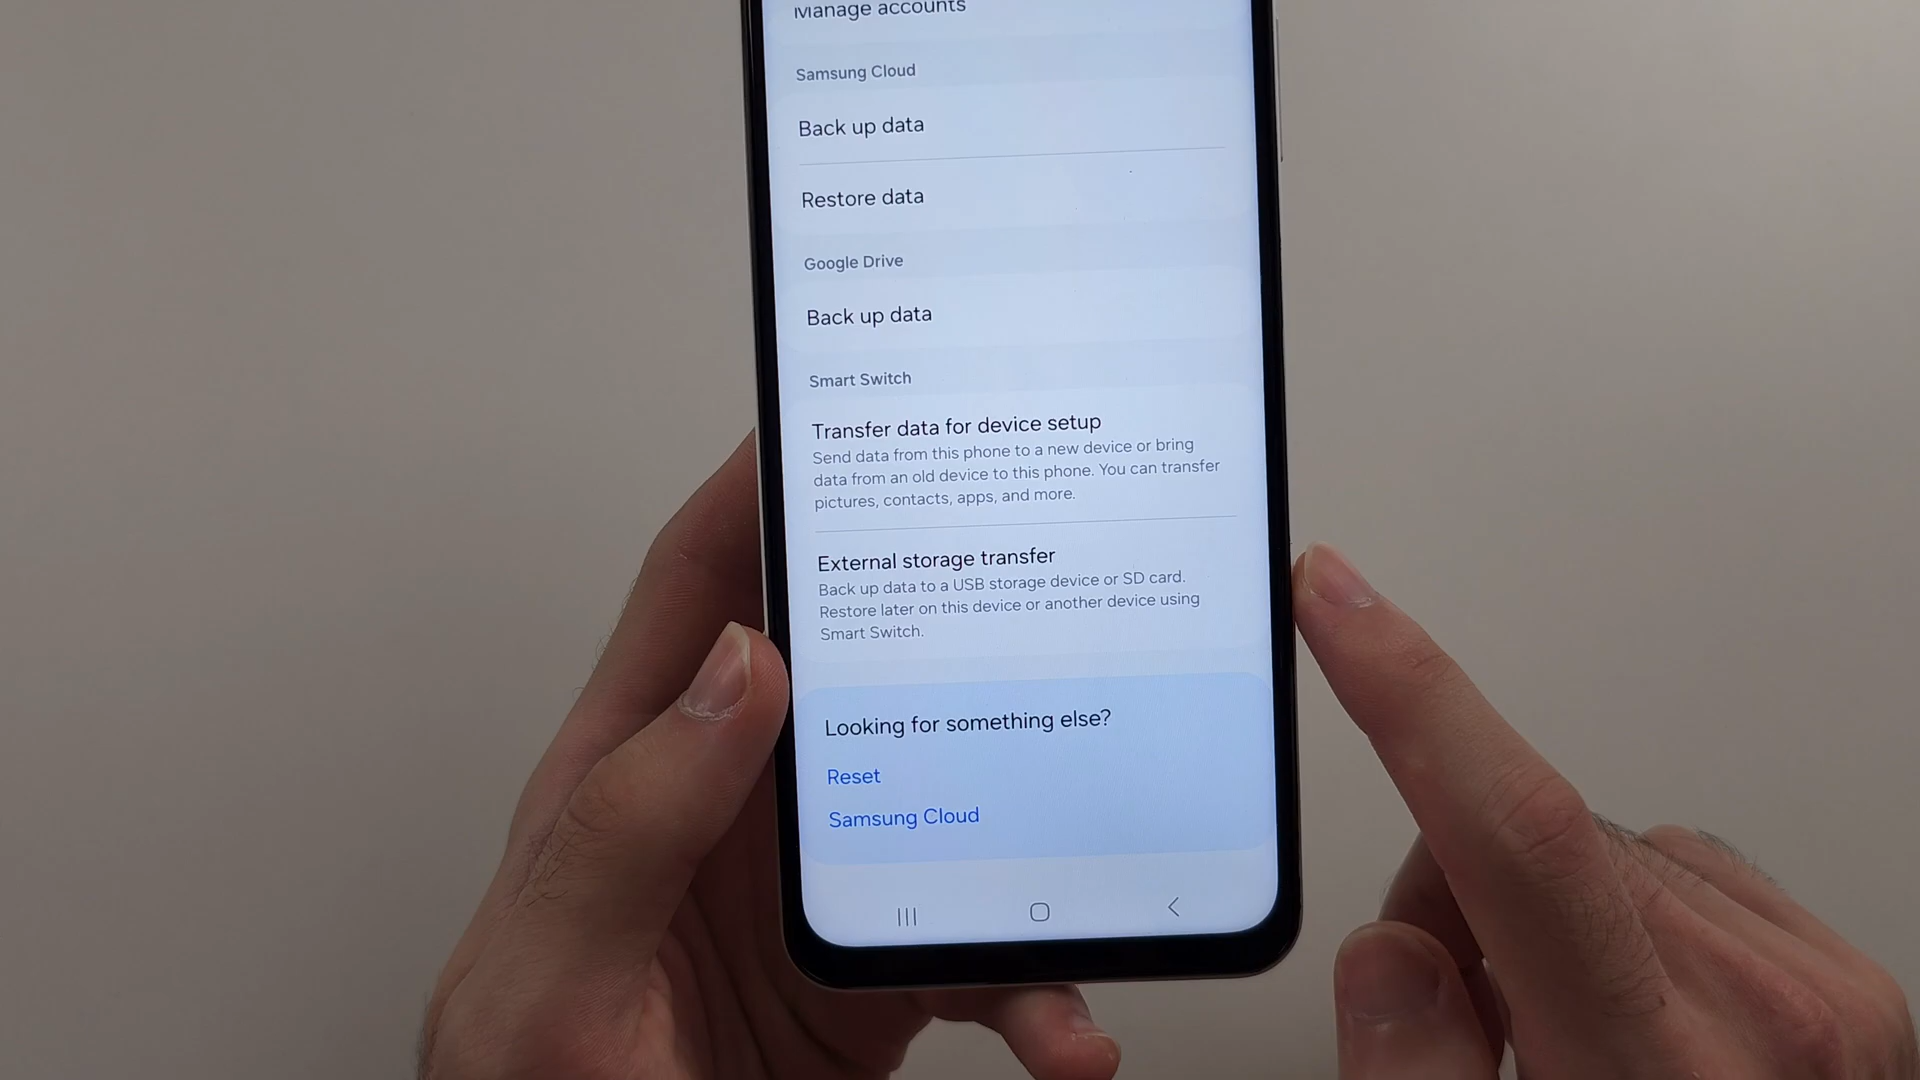 Manage accounts
Samsung Cloud
Back up data
Restore data
Google Drive
Back up data
Smart Switch
Transfer data for device setup
Send data from this phone to a new device or bring
data from an old device to this phone. You can transfer
pictures, contacts, apps, and more.
External storage transfer
Back up data to a USB storage device or SD card.
Restore later on this device or another device using
Smart Switch.
Looking for something else?
Reset
Samsung Cloud